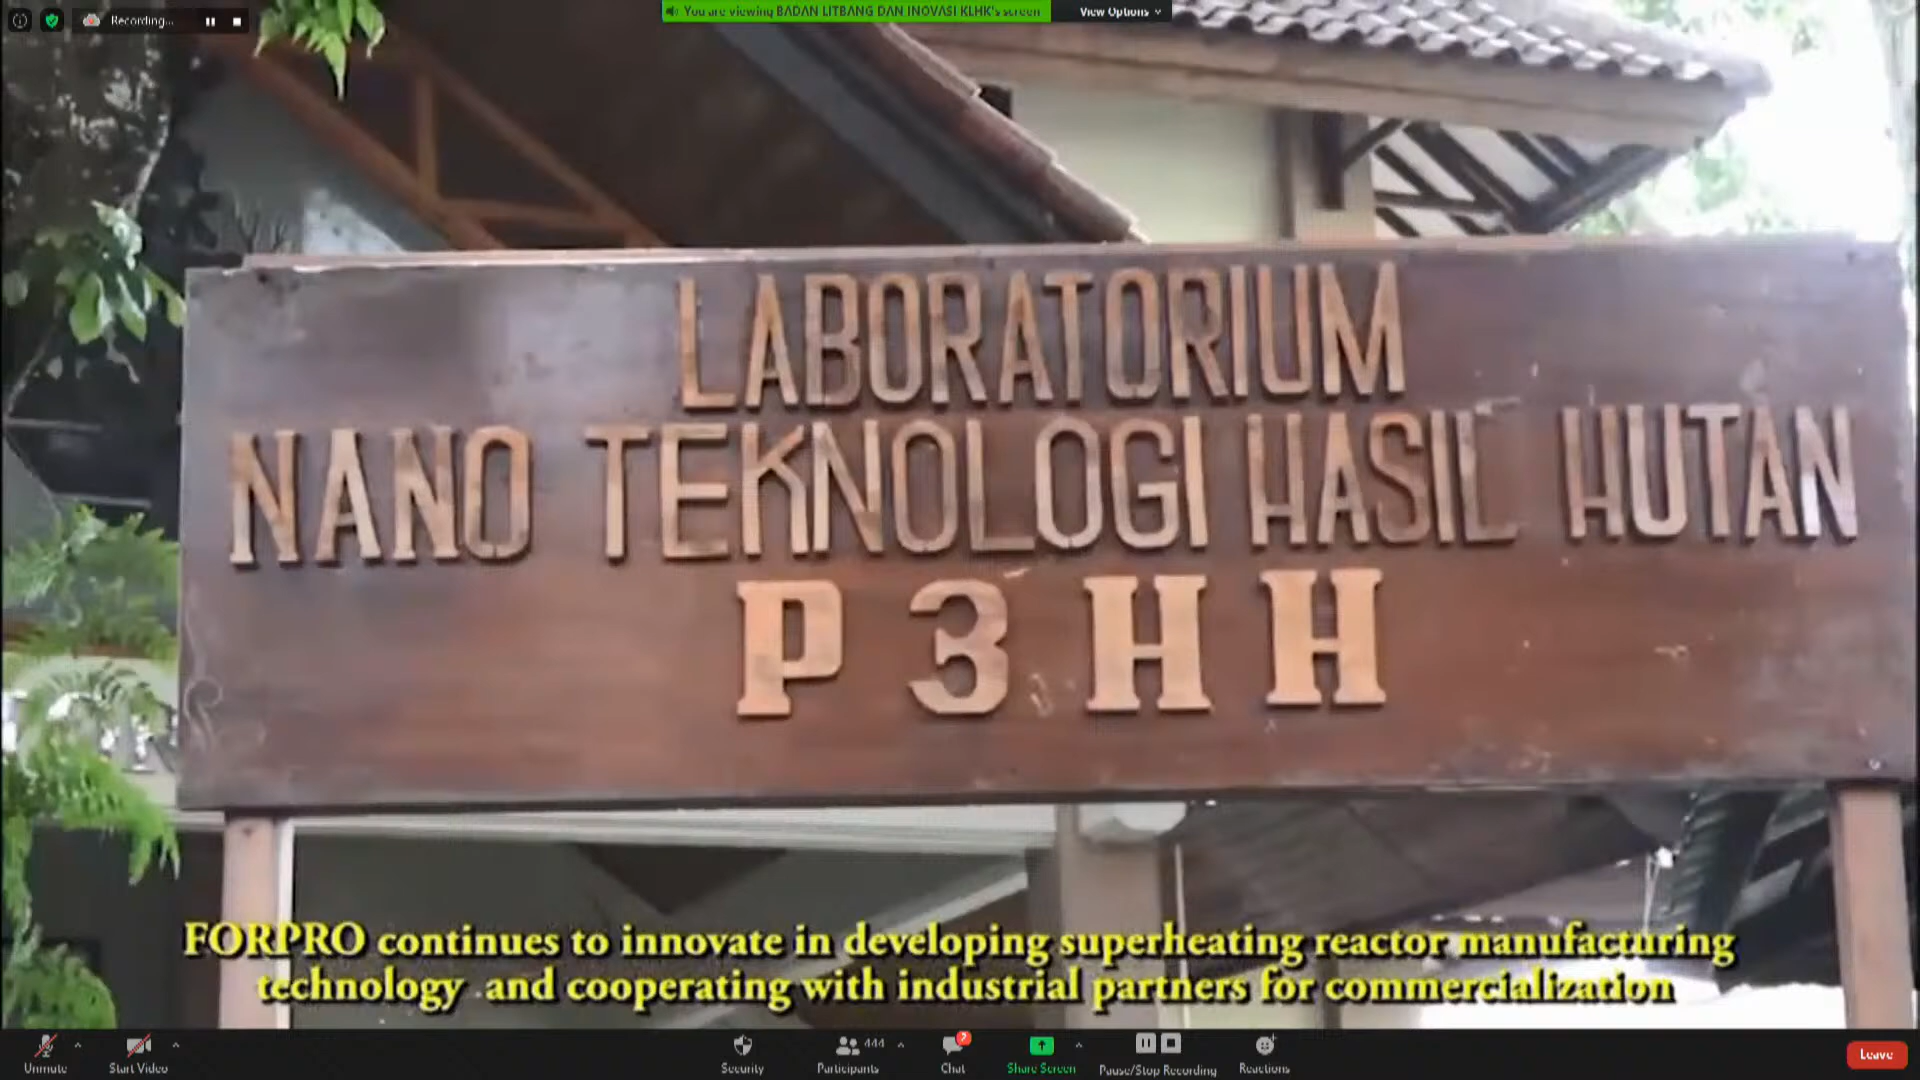 Recording...
You are viewing BADAN LITBANG DAN INOVASI KLHK's screen
View Options
LABORATORIUM
NANO TEKNOLOGI HASIL HUTAN
P3HH
FORPRO continues to innovate in developing superheating reactor manufacturing
technology and cooperating with industrial partners for commercialization
Unmute
Start Video
Security
Participants
444
Chat
Share Screen
Pause/Stop Recording
Reactions
Leave